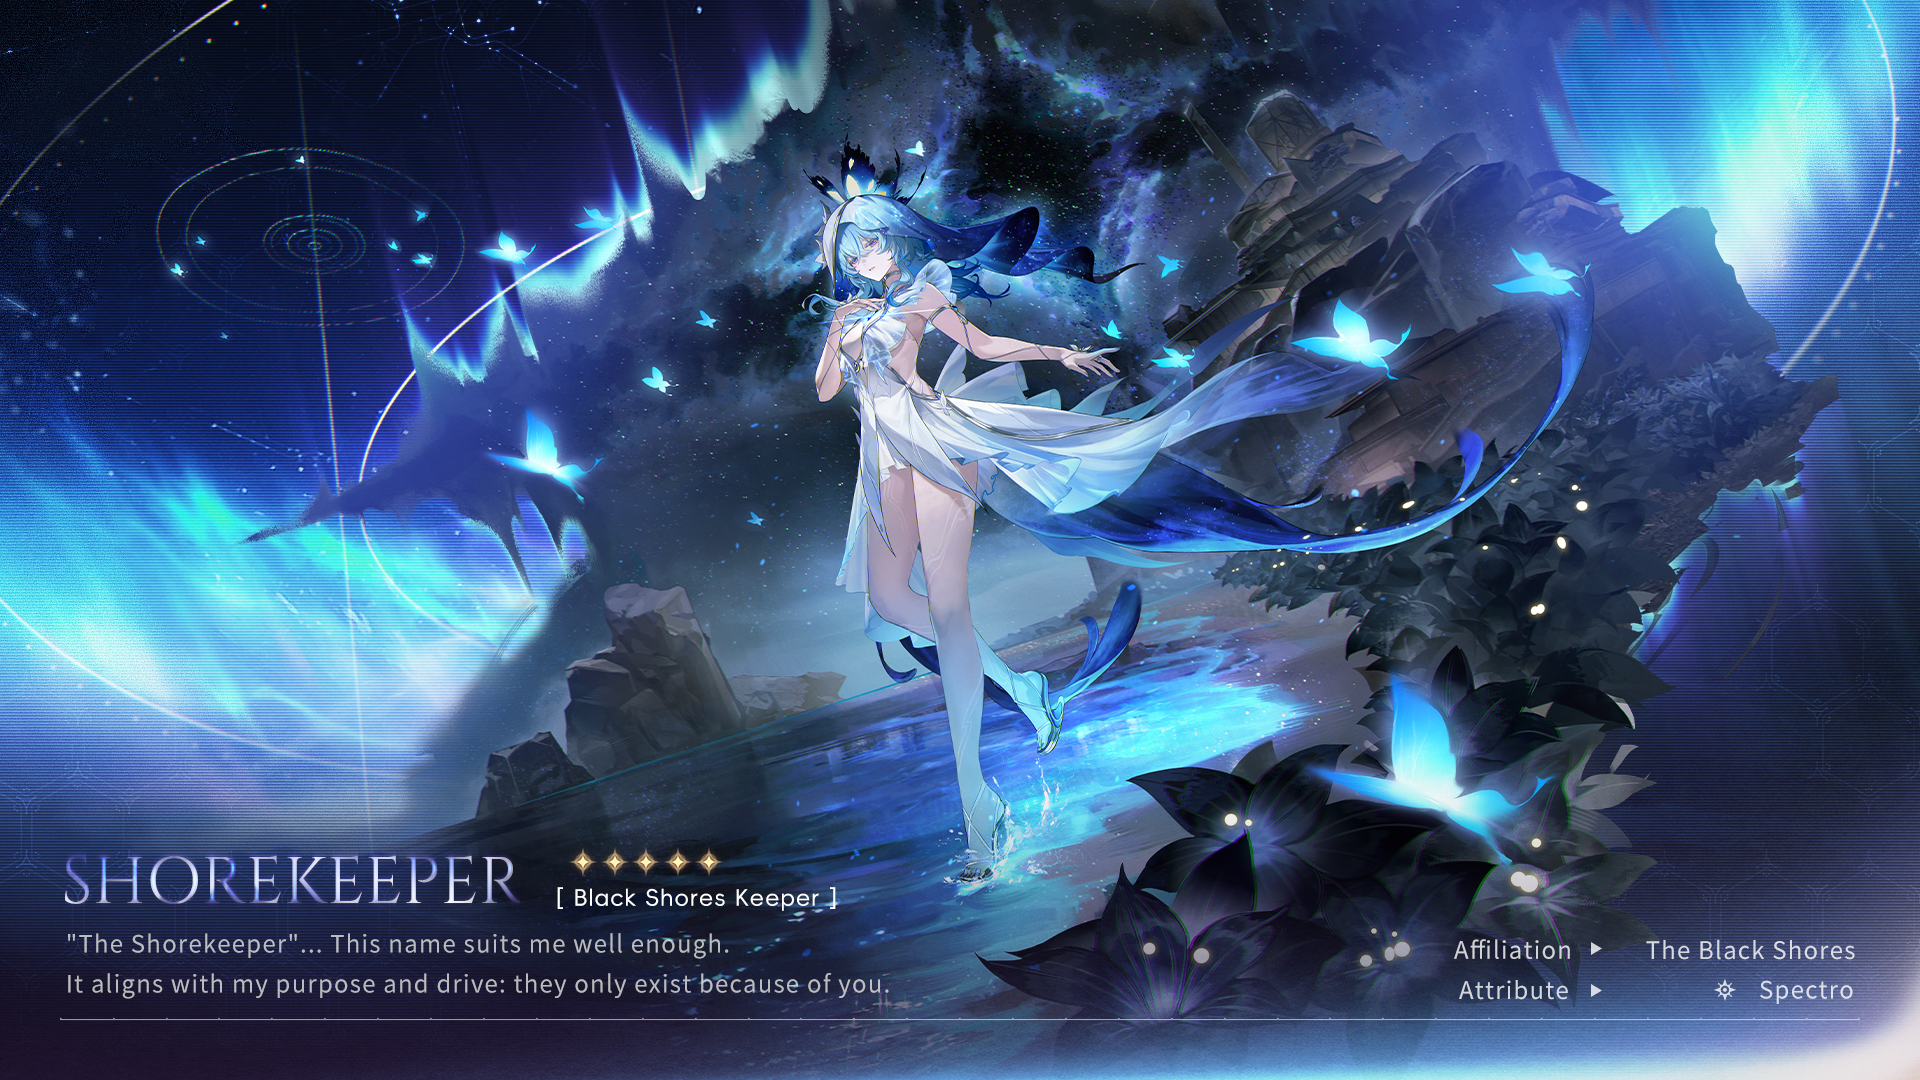 SHOREKEEPER
[ Black Shores Keeper ]
"The Shorekeeper"... This name suits me well enough.
It aligns with my purpose and drive: they only exist because of you.
Affiliation ▶ The Black Shores
Attribute ▶ Spectro